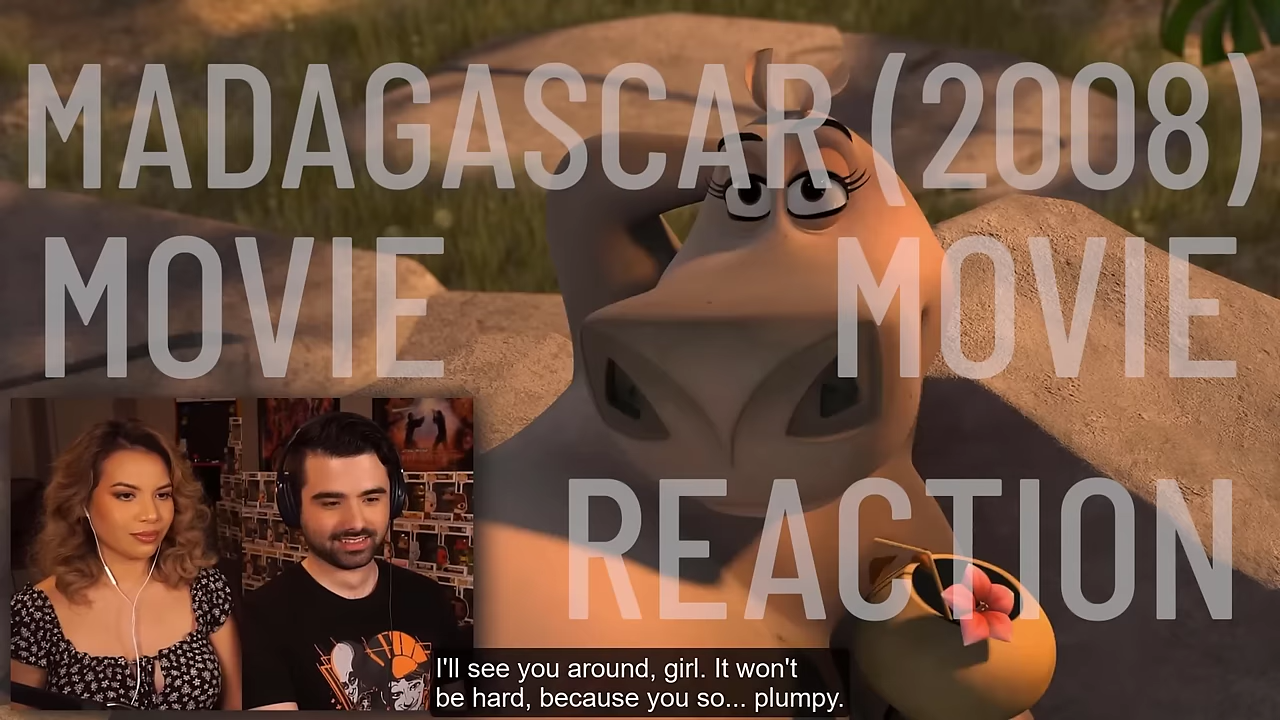 MADAGASCAR (2008)
MOVIE MOVIE
REACTION
I'll see you around, girl. It won't
be hard, because you so... plumpy.